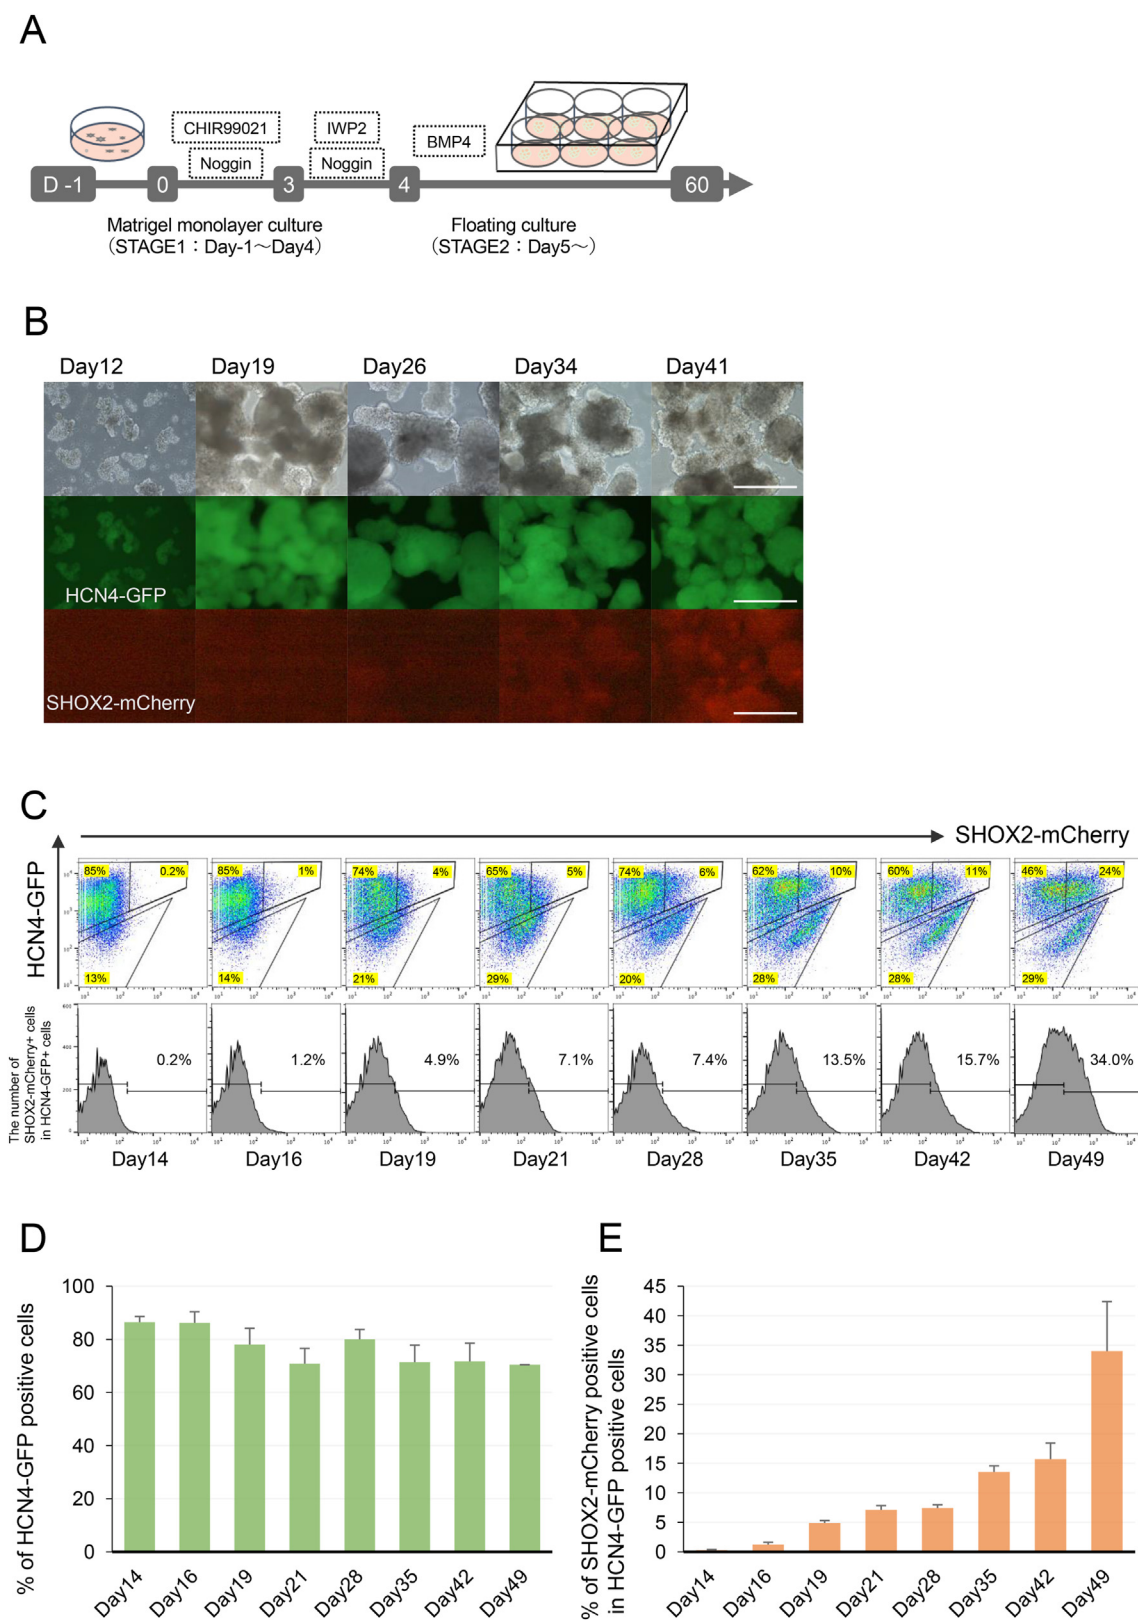 A
CHIR99021
IWP2
BMP4
Noggin
Noggin
D -1
0
3
4
60
Matrigel monolayer culture
（STAGE1：Day-1〜Day4）
Floating culture
（STAGE2：Day5〜）
B
Day12
Day19
Day26
Day34
Day41
HCN4-GFP
SHOX2-mCherry
C
SHOX2-mCherry
HCN4-GFP
85%
0.2%
85%
1%
74%
4%
65%
5%
74%
6%
62%
10%
60%
11%
46%
24%
13%
14%
21%
29%
20%
28%
28%
29%
The number of
SHOX2-mCherry+ cells
in HCN4-GFP+ cells
0.2%
1.2%
4.9%
7.1%
7.4%
13.5%
15.7%
34.0%
Day14
Day16
Day19
Day21
Day28
Day35
Day42
Day49
D
% of HCN4-GFP positive cells
100
80
60
40
20
0
Day14
Day16
Day19
Day21
Day28
Day35
Day42
Day49
E
% of SHOX2-mCherry positive cells
in HCN4-GFP positive cells
45
40
35
30
25
20
15
10
5
0
Day14
Day16
Day19
Day21
Day28
Day35
Day42
Day49